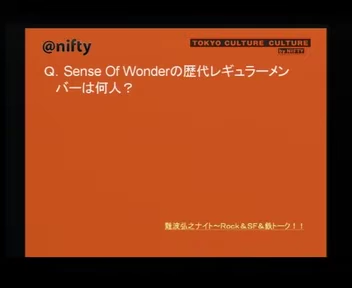 @nifty
TOKYO CULTURE CULTURE
by NIFTY
Q. Sense Of Wonderの歴代レギュラーメン
バーは何人？
難波弘之ナイト～Rock＆SF＆鉄トーク！！